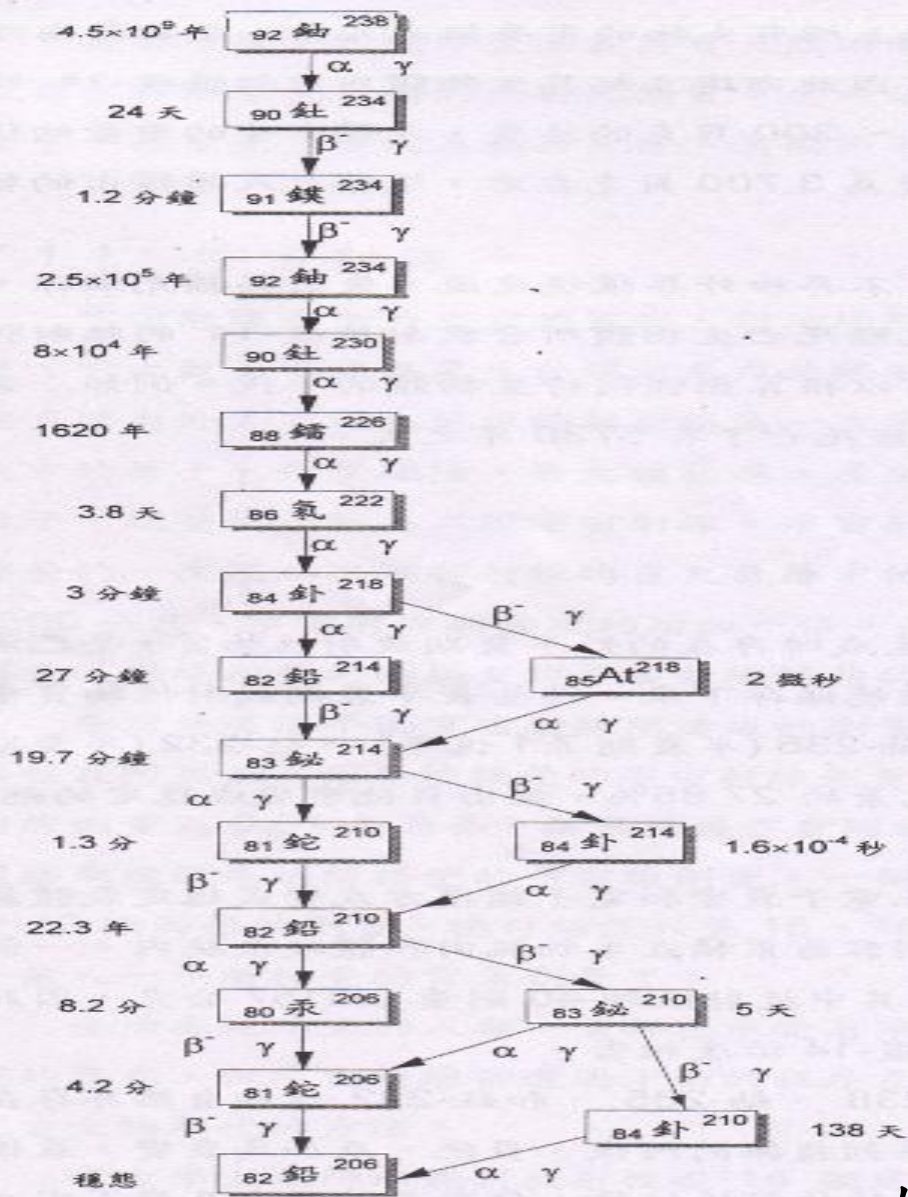 4.5×10⁹ 年 92 鈾 238
α γ
24 天 90 釷 234
β⁻ γ
1.2 分鐘 91 鏷 234
β⁻ γ
2.5×10⁵ 年 92 鈾 234
α γ
8×10⁴ 年 90 釷 230
α γ
1620 年 88 鐳 226
α γ
3.8 天 86 氡 222
α γ
3 分鐘 84 釙 218
α γ β⁻ γ
27 分鐘 82 鉛 214 85 At 218 2 微秒
β⁻ γ α γ
19.7 分鐘 83 鉍 214
α γ β⁻ γ
1.3 分 81 鉈 210 84 釙 214 1.6×10⁻⁴ 秒
β⁻ γ α γ
22.3 年 82 鉛 210
α γ β⁻ γ
8.2 分 80 汞 206 83 鉍 210 5 天
β⁻ γ α γ β⁻ γ
4.2 分 81 鉈 206
β⁻ γ 84 釙 210 138 天
穩態 82 鉛 206 α γ